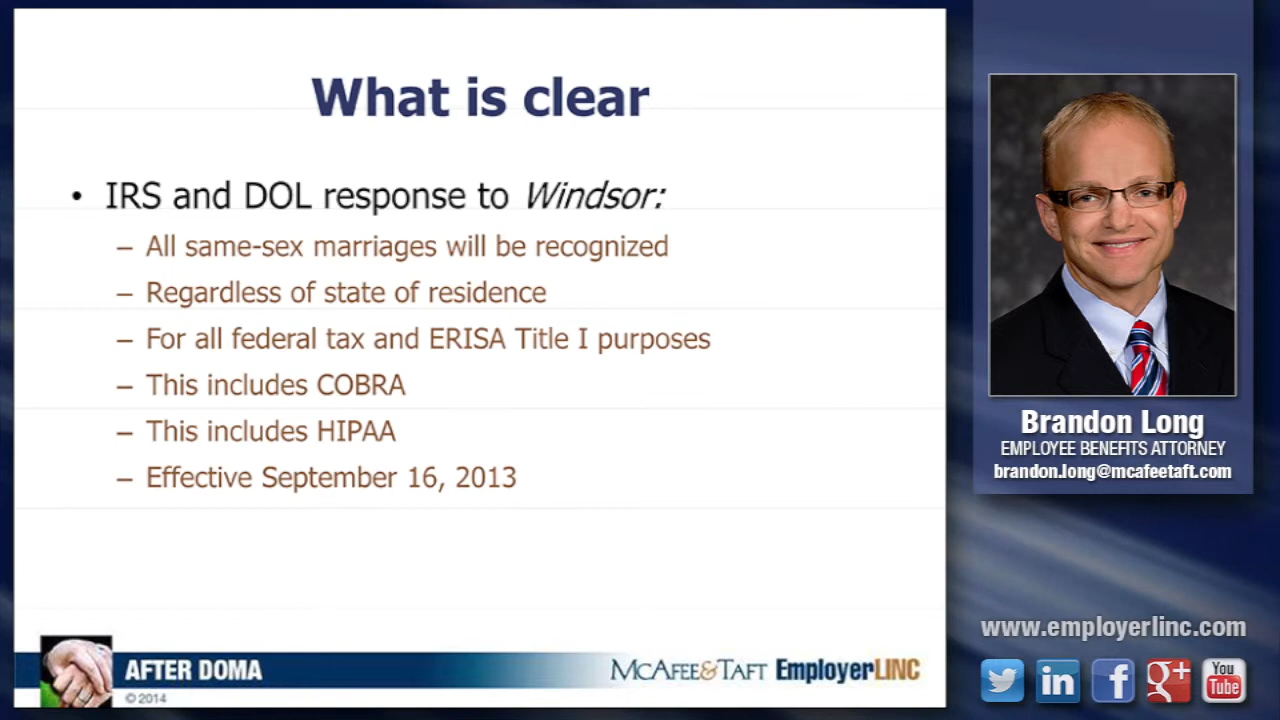 What is clear
• IRS and DOL response to Windsor:
– All same-sex marriages will be recognized
– Regardless of state of residence
– For all federal tax and ERISA Title I purposes
– This includes COBRA
– This includes HIPAA
– Effective September 16, 2013
AFTER DOMA
MCAFEE&TAFT EmployerLINC
© 2014
Brandon Long
EMPLOYEE BENEFITS ATTORNEY
brandon.long@mcafeetaft.com
www.employerlinc.com
in
f
g+
You
Tube